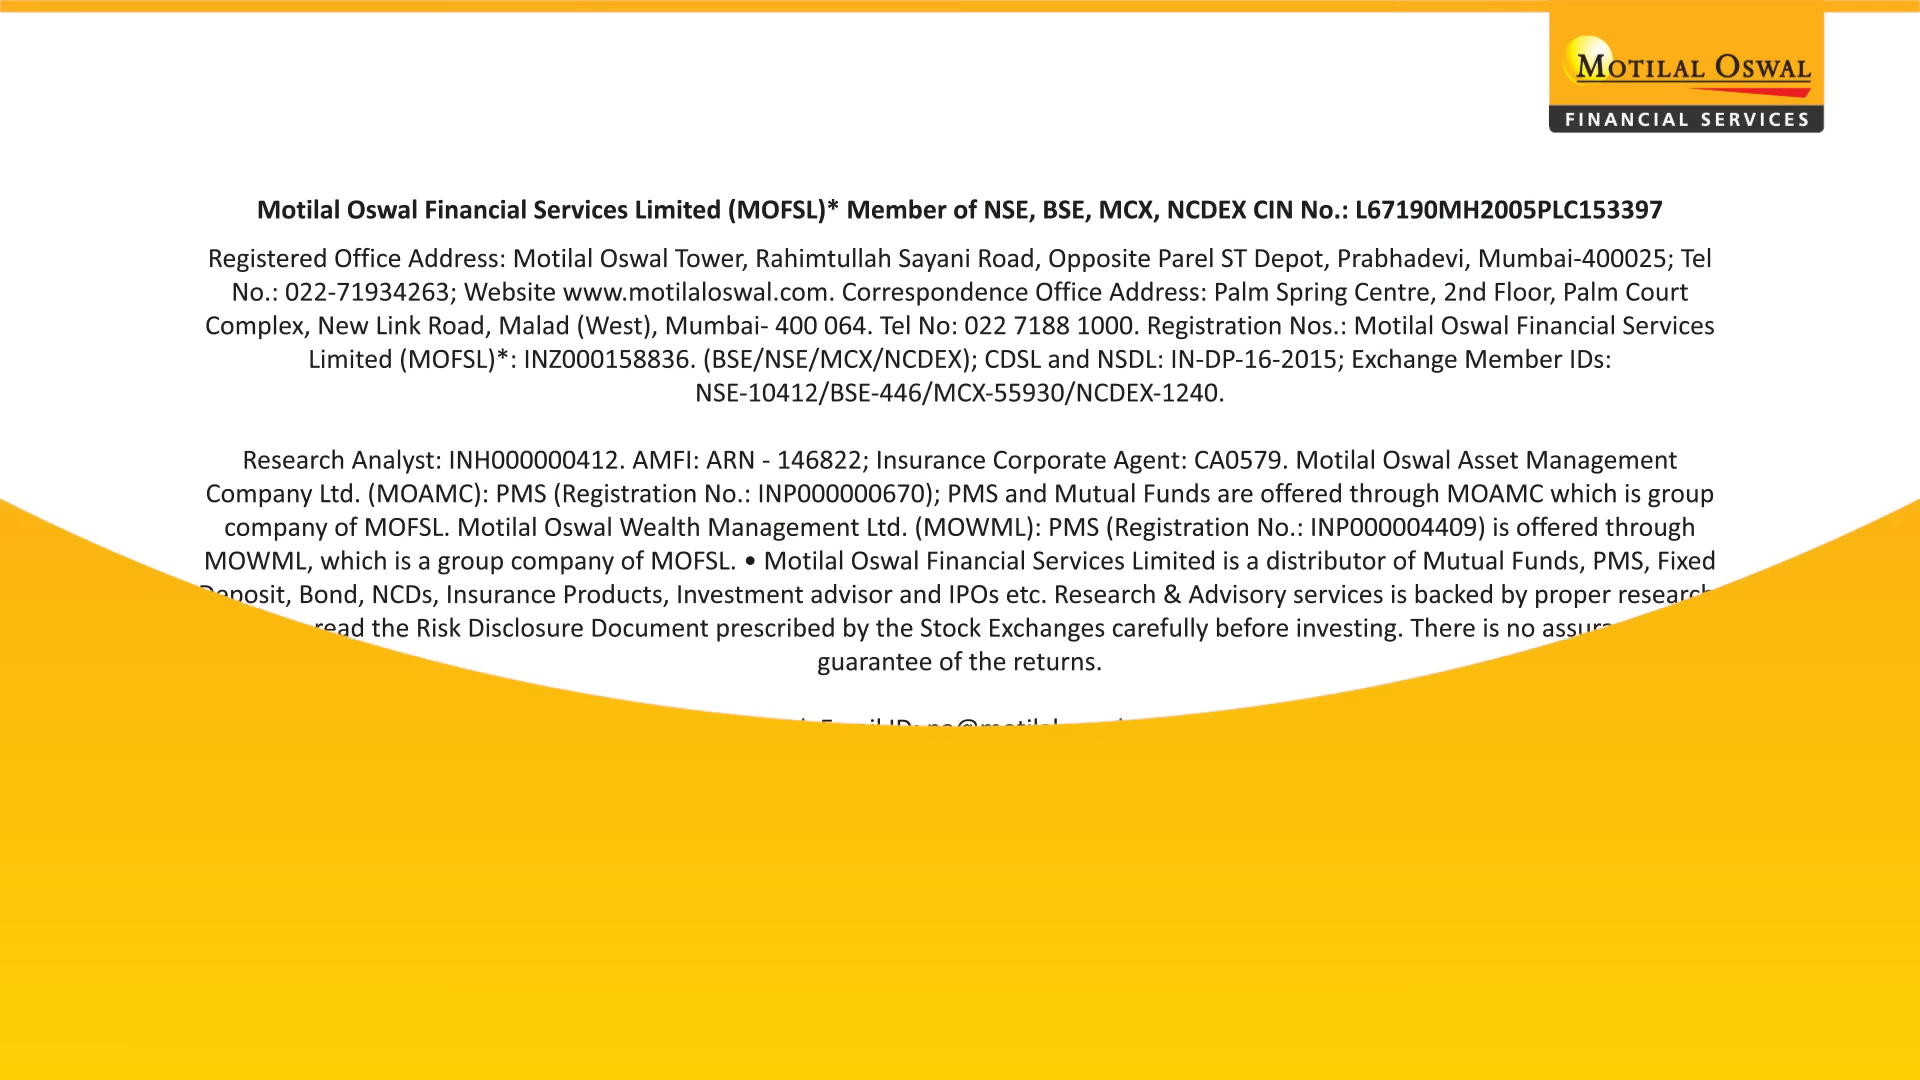 MOTILAL OSWAL
FINANCIAL SERVICES
Motilal Oswal Financial Services Limited (MOFSL)* Member of NSE, BSE, MCX, NCDEX CIN No.: L67190MH2005PLC153397
Registered Office Address: Motilal Oswal Tower, Rahimtullah Sayani Road, Opposite Parel ST Depot, Prabhadevi, Mumbai-400025; Tel
No.: 022-71934263; Website www.motilaloswal.com. Correspondence Office Address: Palm Spring Centre, 2nd Floor, Palm Court
Complex, New Link Road, Malad (West), Mumbai- 400 064. Tel No: 022 7188 1000. Registration Nos.: Motilal Oswal Financial Services
Limited (MOFSL)*: INZ000158836. (BSE/NSE/MCX/NCDEX); CDSL and NSDL: IN-DP-16-2015; Exchange Member IDs:
NSE-10412/BSE-446/MCX-55930/NCDEX-1240.
Research Analyst: INH000000412. AMFI: ARN - 146822; Insurance Corporate Agent: CA0579. Motilal Oswal Asset Management
Company Ltd. (MOAMC): PMS (Registration No.: INP000000670); PMS and Mutual Funds are offered through MOAMC which is group
company of MOFSL. Motilal Oswal Wealth Management Ltd. (MOWML): PMS (Registration No.: INP000004409) is offered through
MOWML, which is a group company of MOFSL. • Motilal Oswal Financial Services Limited is a distributor of Mutual Funds, PMS, Fixed
Deposit, Bond, NCDs, Insurance Products, Investment advisor and IPOs etc. Research & Advisory services is backed by proper research
read the Risk Disclosure Document prescribed by the Stock Exchanges carefully before investing. There is no
guarantee of the returns.